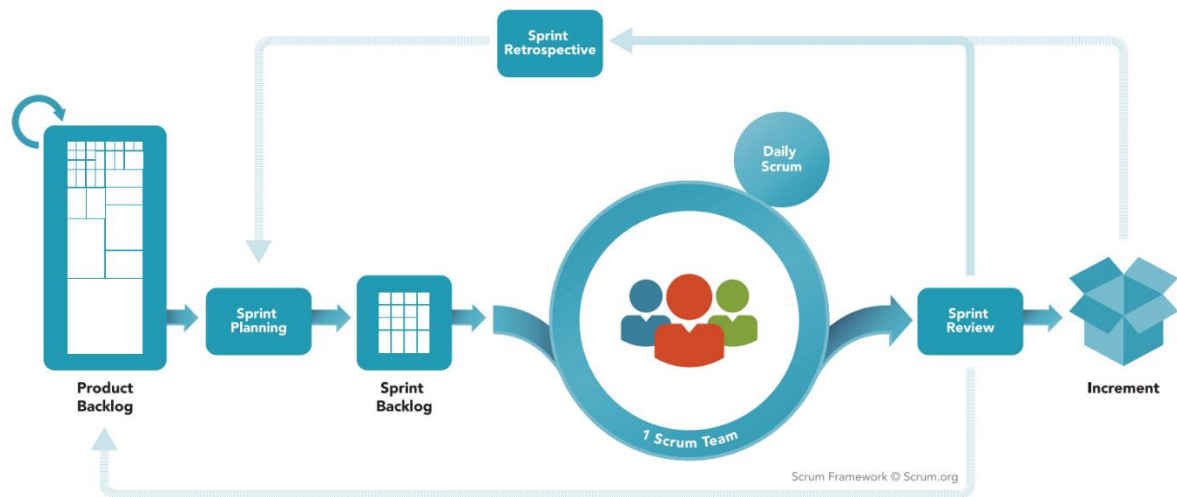 Sprint
Retrospective
Daily
Scrum
Sprint
Planning
Sprint
Review
Product
Backlog
Sprint
Backlog
Increment
1 Scrum Team
Scrum Framework © Scrum.org